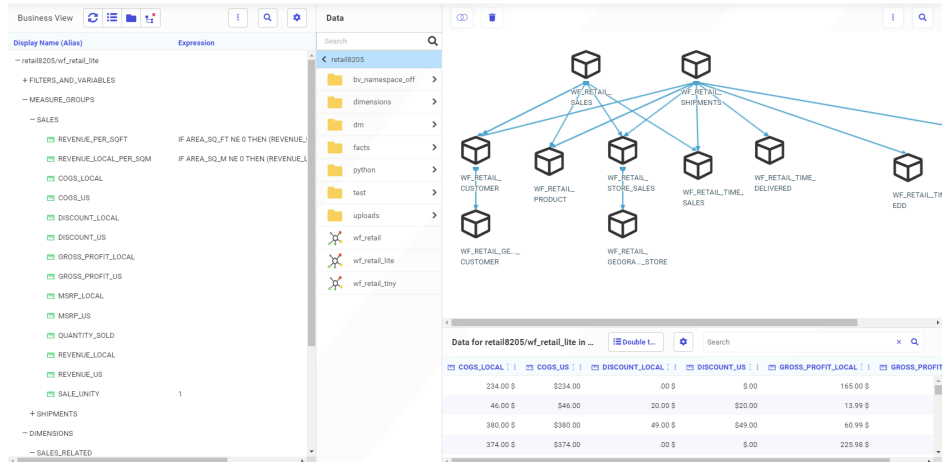 Business View
Display Name (Alias) Expression
retail8205/wf_retail_lite
+ FILTERS_AND_VARIABLES
− MEASURE_GROUPS
− SALES
REVENUE_PER_SQFT IF AREA_SQ_FT NE 0 THEN (REVENUE_
REVENUE_LOCAL_PER_SQM IF AREA_SQ_M NE 0 THEN (REVENUE_L
COGS_LOCAL
COGS_US
DISCOUNT_LOCAL
DISCOUNT_US
GROSS_PROFIT_LOCAL
GROSS_PROFIT_US
MSRP_LOCAL
MSRP_US
QUANTITY_SOLD
REVENUE_LOCAL
REVENUE_US
SALE_UNITY 1
+ SHIPMENTS
− DIMENSIONS
− SALES_RELATED
Data
Search
retail8205
bv_namespace_off
dimensions
dm
facts
python
test
uploads
wf_retail
wf_retail_lite
wf_retail_tiny
WF_RETAIL_
SALES
WF_RETAIL_
SHIPMENTS
WF_RETAIL_
CUSTOMER
WF_RETAIL_
PRODUCT
WF_RETAIL_
STORE_SALES
WF_RETAIL_TIME_
SALES
WF_RETAIL_TIME_
DELIVERED
WF_RETAIL_TIM
EDD
WF_RETAIL_GE..._
CUSTOMER
WF_RETAIL_
GEOGRA..._STORE
Data for retail8205/wf_retail_lite in ... Double t... Search
COGS_LOCAL COGS_US DISCOUNT_LOCAL DISCOUNT_US GROSS_PROFIT_LOCAL GROSS_PROFIT
234.00 $ $234.00 .00 $ $.00 165.00 $
46.00 $ $46.00 20.00 $ $20.00 13.99 $
380.00 $ $380.00 49.00 $ $49.00 60.99 $
374.00 $ $374.00 .00 $ $.00 225.98 $